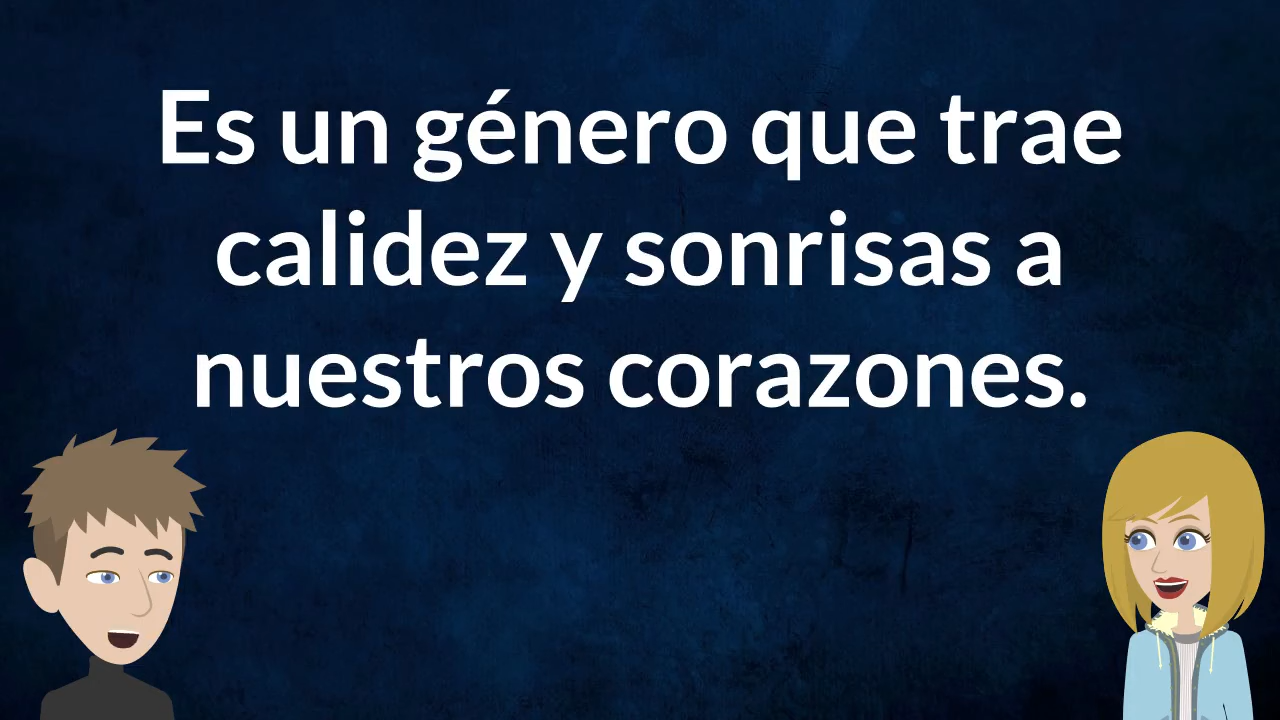 Es un género que trae
calidez y sonrisas a
nuestros corazones.